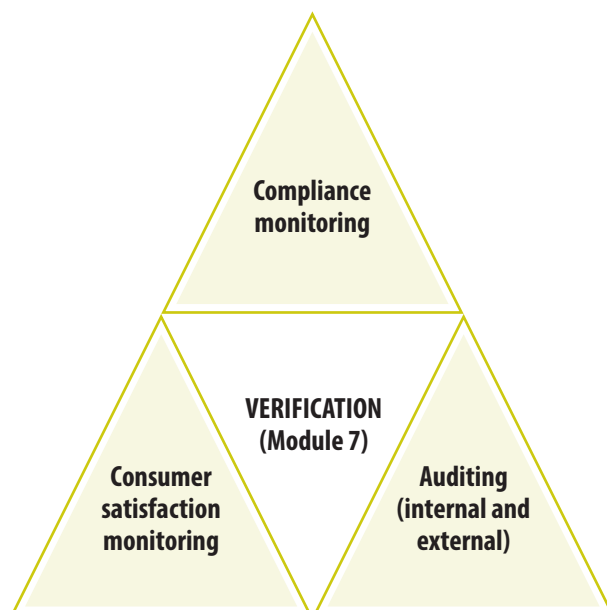 Compliance
monitoring
VERIFICATION
(Module 7)
Consumer
satisfaction
monitoring
Auditing
(internal and
external)